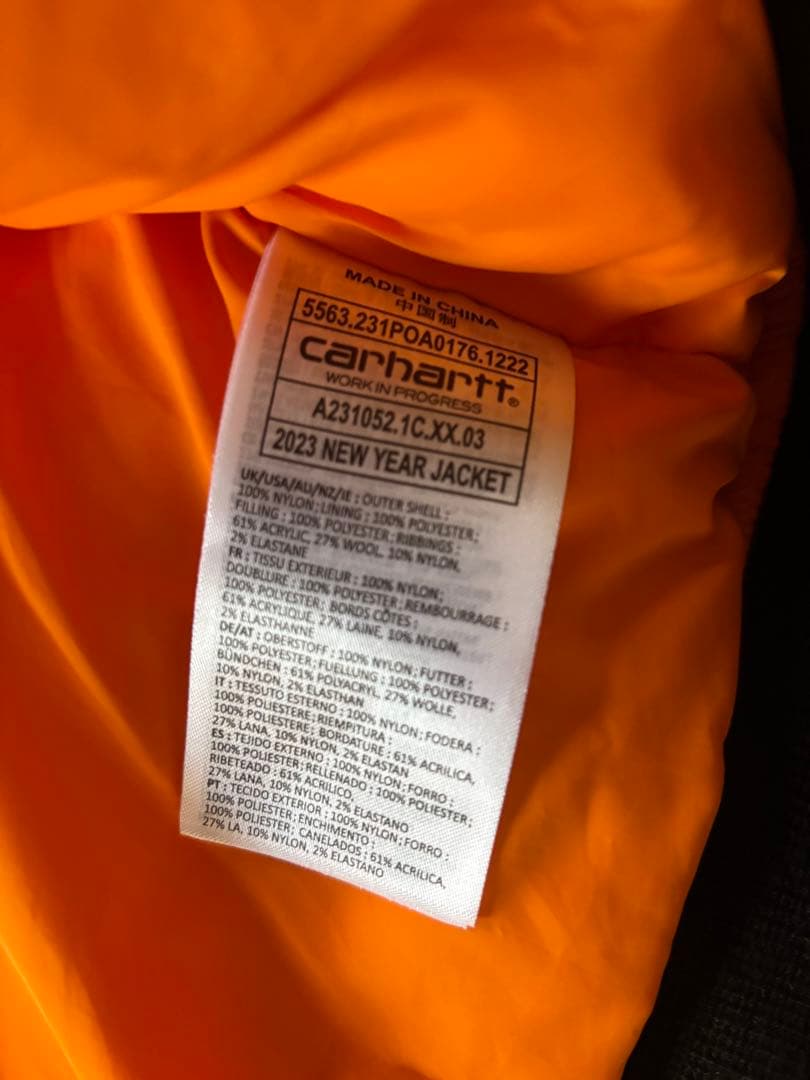 MADE IN CHINA
中国制
5563.231POA0176.1222
carhartt®
WORK IN PROGRESS
A231052.1C.XX.03
2023 NEW YEAR JACKET
UK/USA/AU/NZ/IE : OUTER SHELL :
100% NYLON; LINING : 100% POLYESTER;
FILLING : 100% POLYESTER; RIBBINGS :
61% ACRYLIC, 27% WOOL, 10% NYLON,
2% ELASTANE
FR : TISSU EXTERIEUR : 100% NYLON;
DOUBLURE : 100% POLYESTER; REMBOURRAGE :
100% POLYESTER; BORDS CÔTES :
61% ACRYLIQUE, 27% LAINE, 10% NYLON,
2% ELASTHANNE
DE/AT : OBERSTOFF : 100% NYLON; FUTTER :
100% POLYESTER; FUELLUNG : 100% POLYESTER;
BÜNDCHEN : 61% POLYACRYL, 27% WOLLE,
10% NYLON, 2% ELASTHAN
IT : TESSUTO ESTERNO : 100% NYLON; FODERA :
100% POLIESTERE; RIEMPITURA :
100% POLIESTERE; BORDATURE : 61% ACRILICA,
27% LANA, 10% NYLON, 2% ELASTAN
ES : TEJIDO EXTERNO : 100% NYLON; FORRO :
100% POLIESTER; RELLENADO : 100% POLIESTER;
RIBETEADO : 61% ACRILICO,
27% LANA, 10% NYLON, 2% ELASTANO
PT : TECIDO EXTERIOR : 100% NYLON; FORRO :
100% POLIESTER; ENCHIMENTO :
100% POLIESTER; CANELADOS : 61% ACRILICA,
27% LA, 10% NYLON, 2% ELASTANO